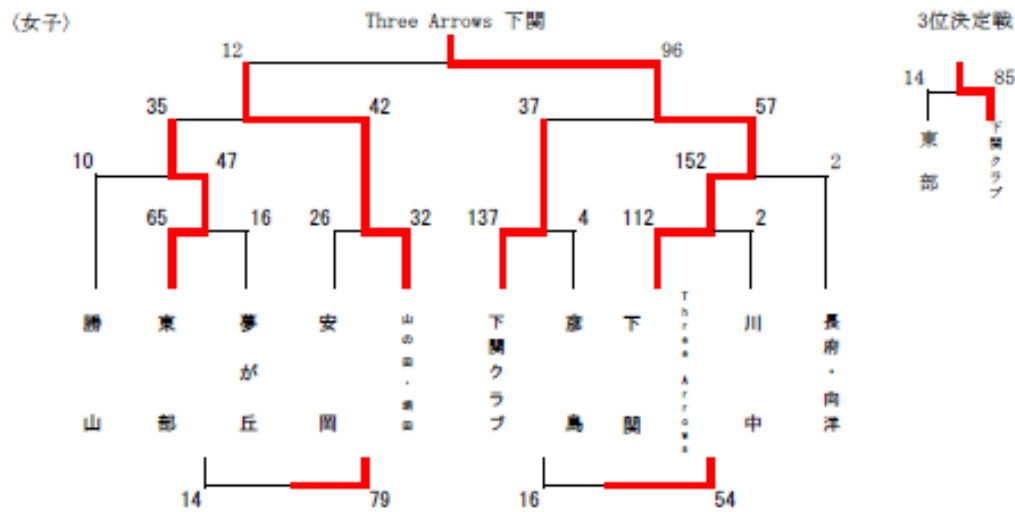 (女子)
Three Arrows 下関
3位決定戦
12
96
14
85
35
42
37
57
東部
下関クラブ
10
47
152
2
65
16
26
32
137
4
112
2
勝山
東部
夢が丘
安岡
下関クラブ
彦島
下関
Three Arrows
川中
長府・向洋
14
79
16
54